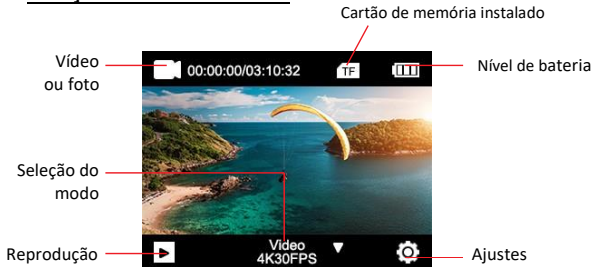 Cartão de memória instalado
Vídeo
ou foto
00:00:00/03:10:32
TF
Nível de bateria
Seleção do
modo
Reprodução
Video
4K30FPS
Ajustes